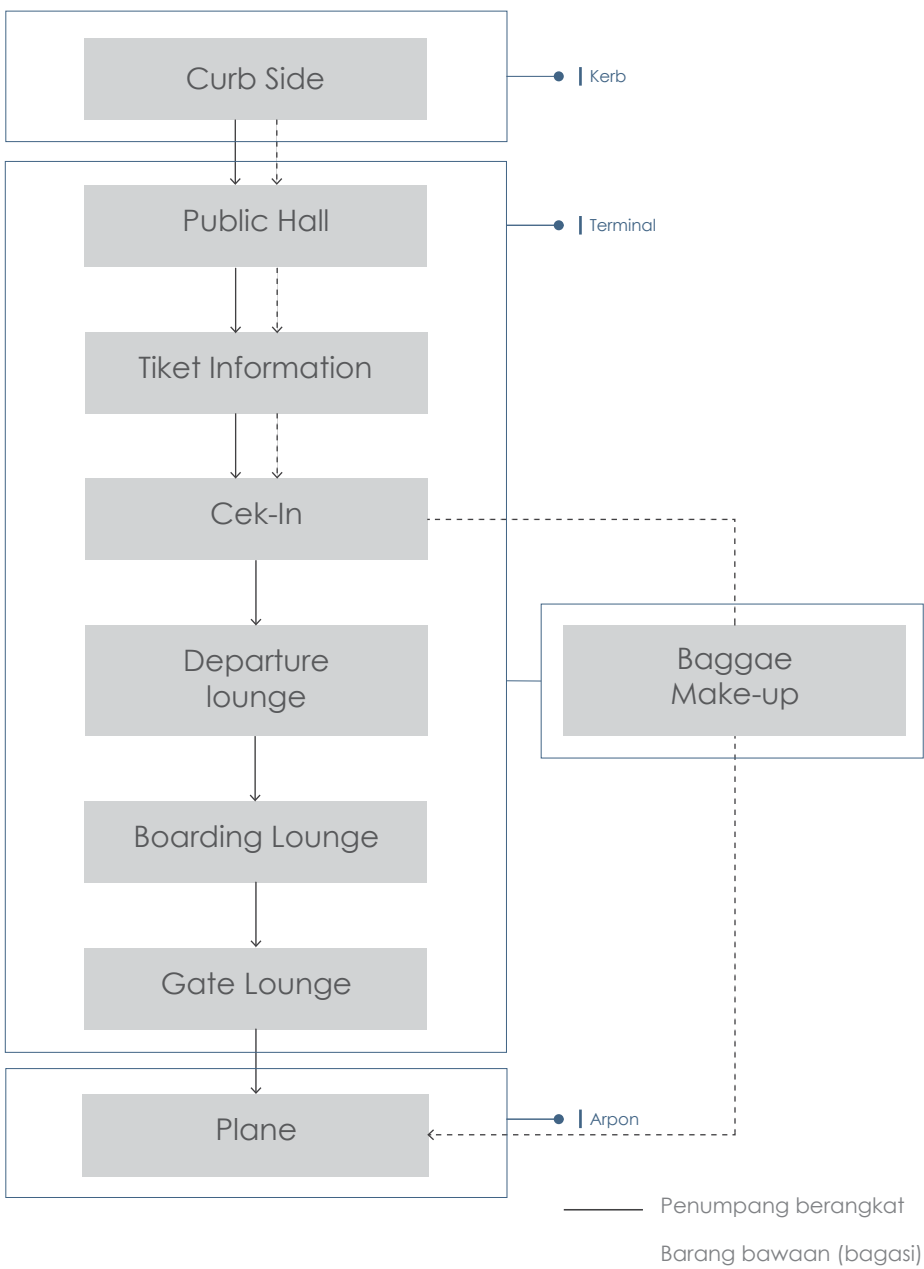 Curb Side
| Kerb
Public Hall
| Terminal
Tiket Information
Cek-In
Departure
lounge
Baggae
Make-up
Boarding Lounge
Gate Lounge
Plane
| Arpon
Penumpang berangkat
Barang bawaan (bagasi)